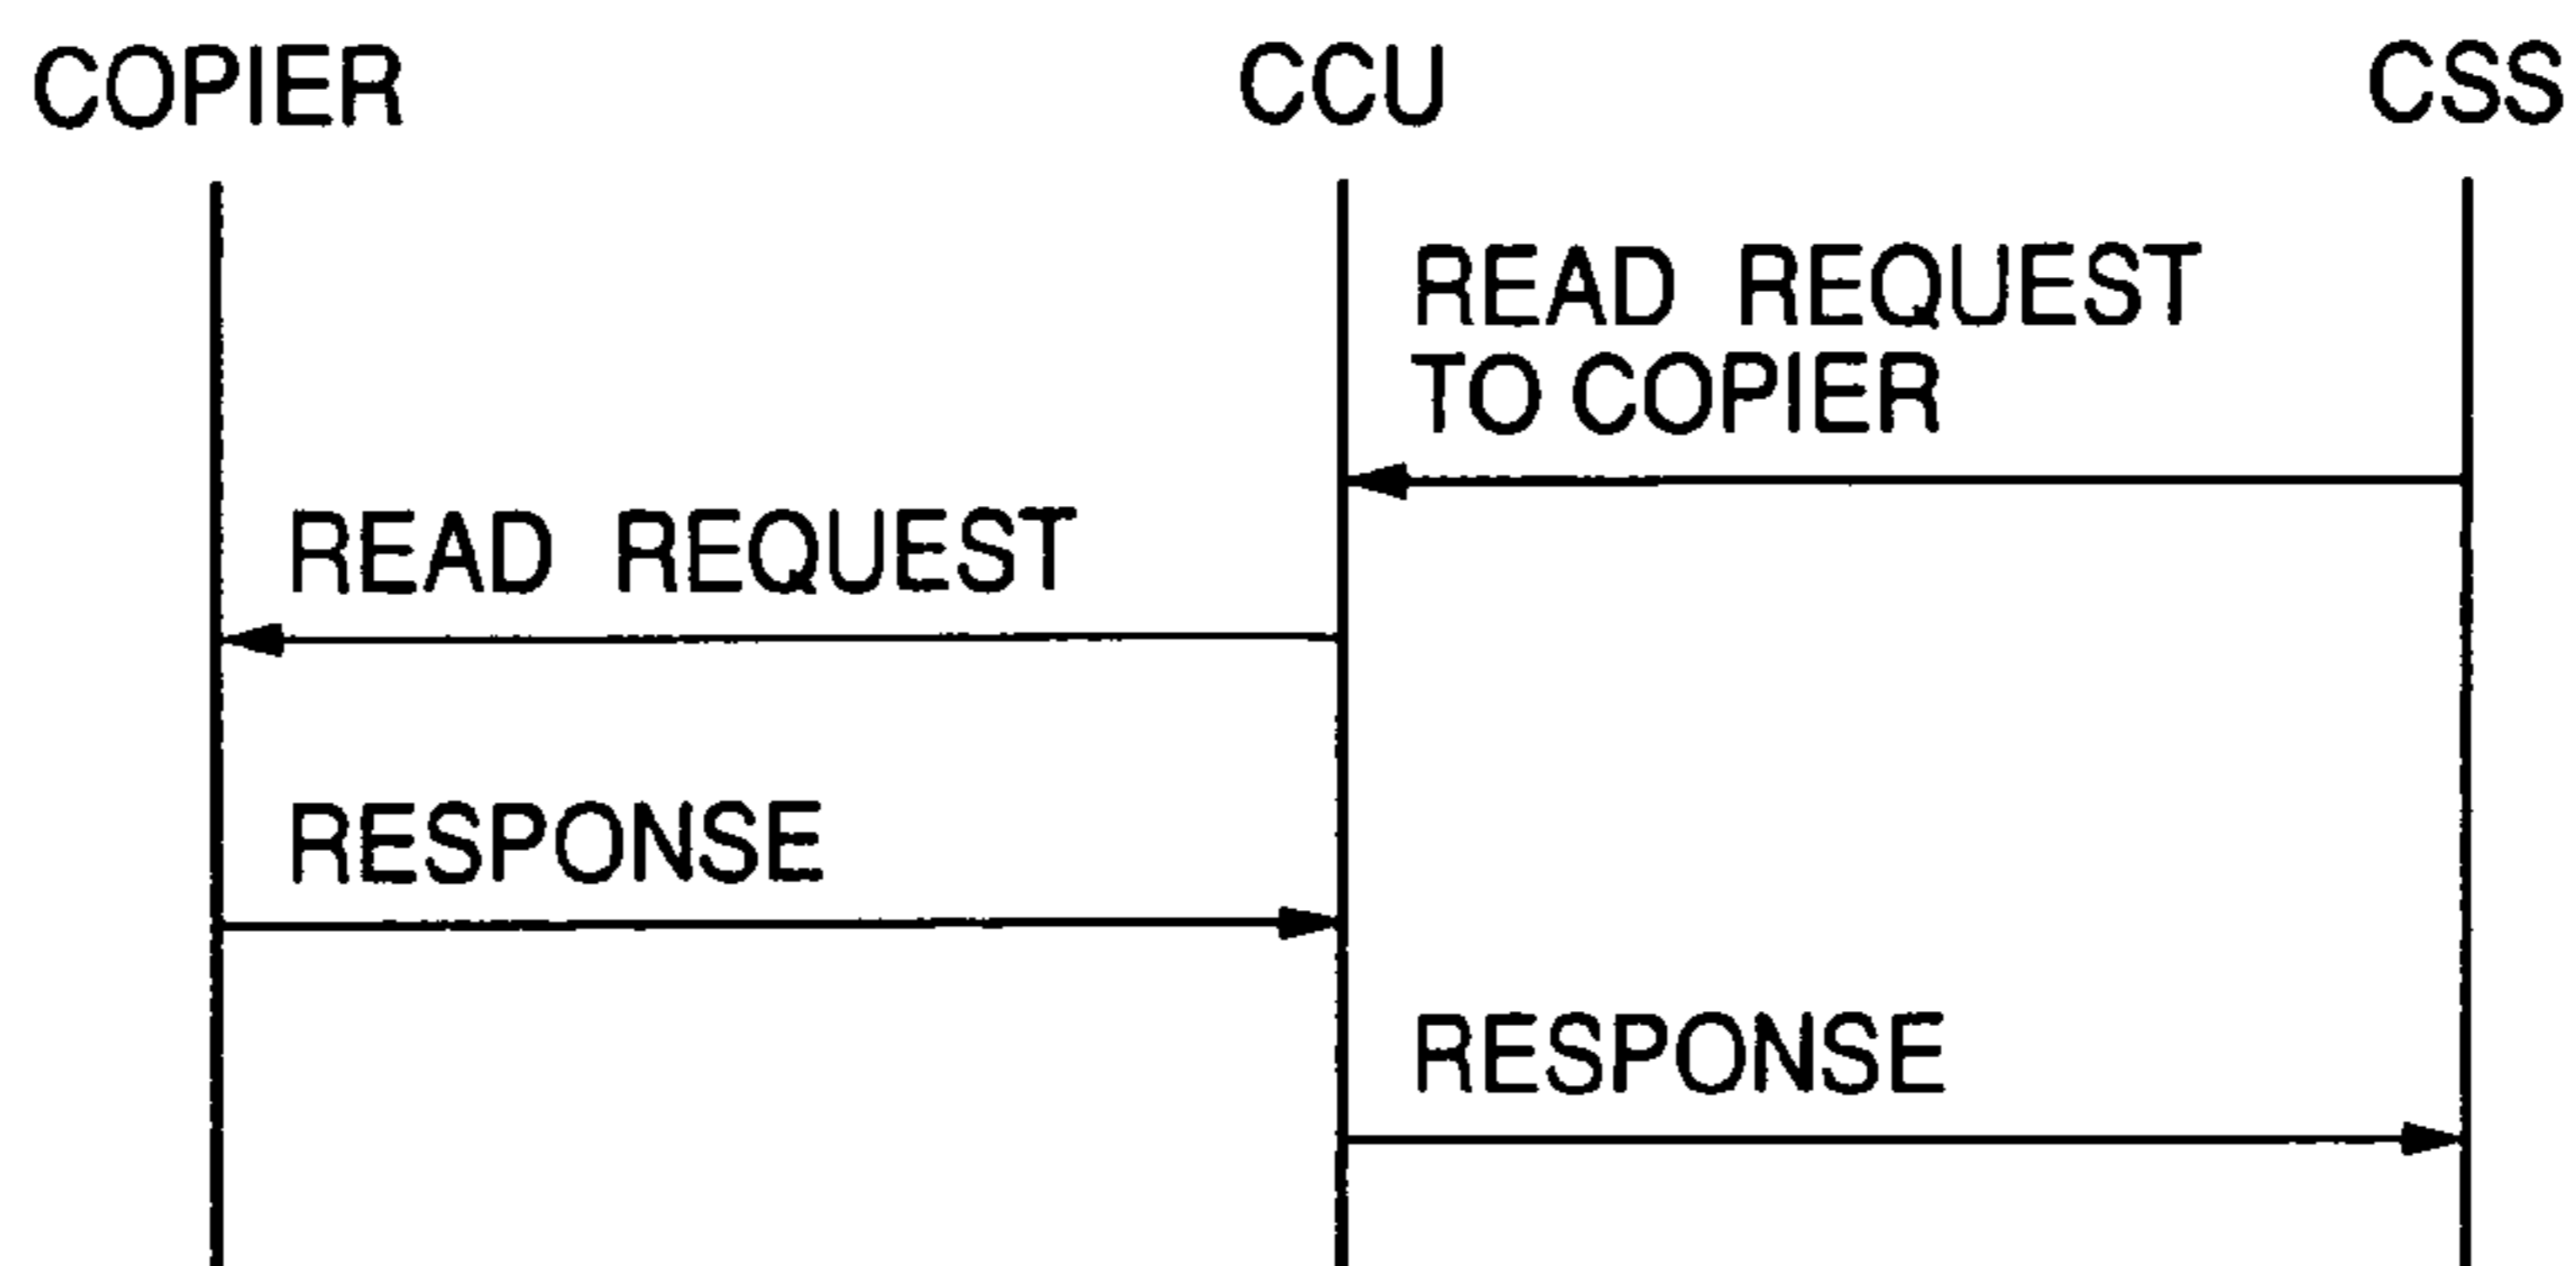 COPIER CCU CSS
READ REQUEST
TO COPIER
READ REQUEST
RESPONSE
RESPONSE